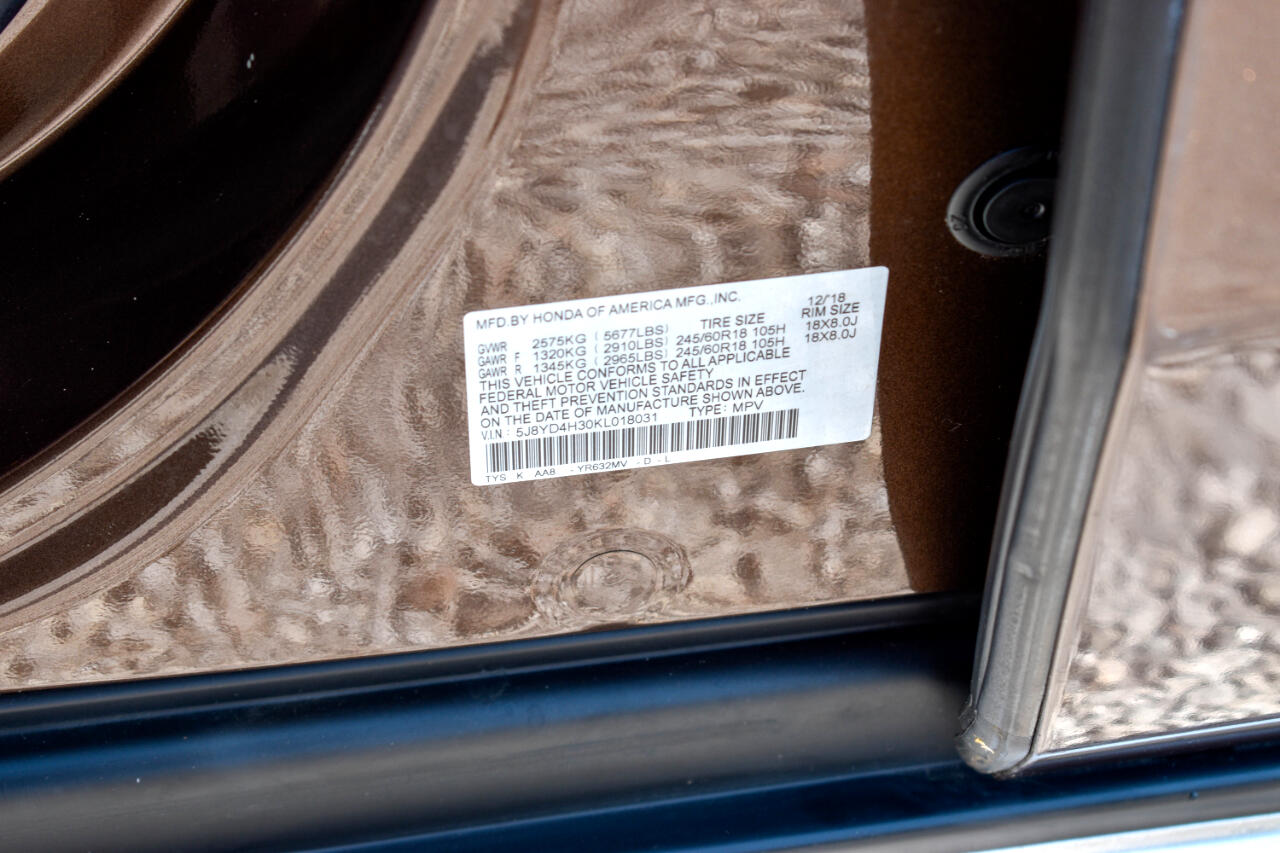 MFD.BY HONDA OF AMERICA MFG.,INC. 12/'18
TIRE SIZE RIM SIZE
GVWR 2575KG ( 5677LBS)
GAWR F 1320KG ( 2910LBS) 245/60R18 105H 18X8.0J
GAWR R 1345KG ( 2965LBS) 245/60R18 105H 18X8.0J
THIS VEHICLE CONFORMS TO ALL APPLICABLE
FEDERAL MOTOR VEHICLE SAFETY
AND THEFT PREVENTION STANDARDS IN EFFECT
ON THE DATE OF MANUFACTURE SHOWN ABOVE.
V.I.N: 5J8YD4H30KL018031 TYPE: MPV
TYS K AA8 -YR632MV -D -L